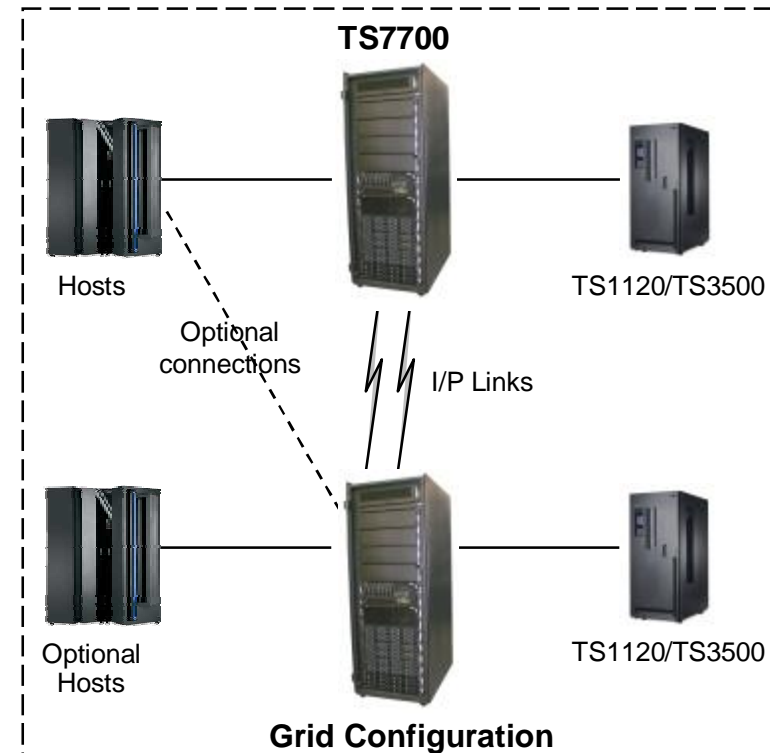 TS7700
Hosts
TS1120/TS3500
Optional
connections
I/P Links
Optional
Hosts
TS1120/TS3500
Grid Configuration